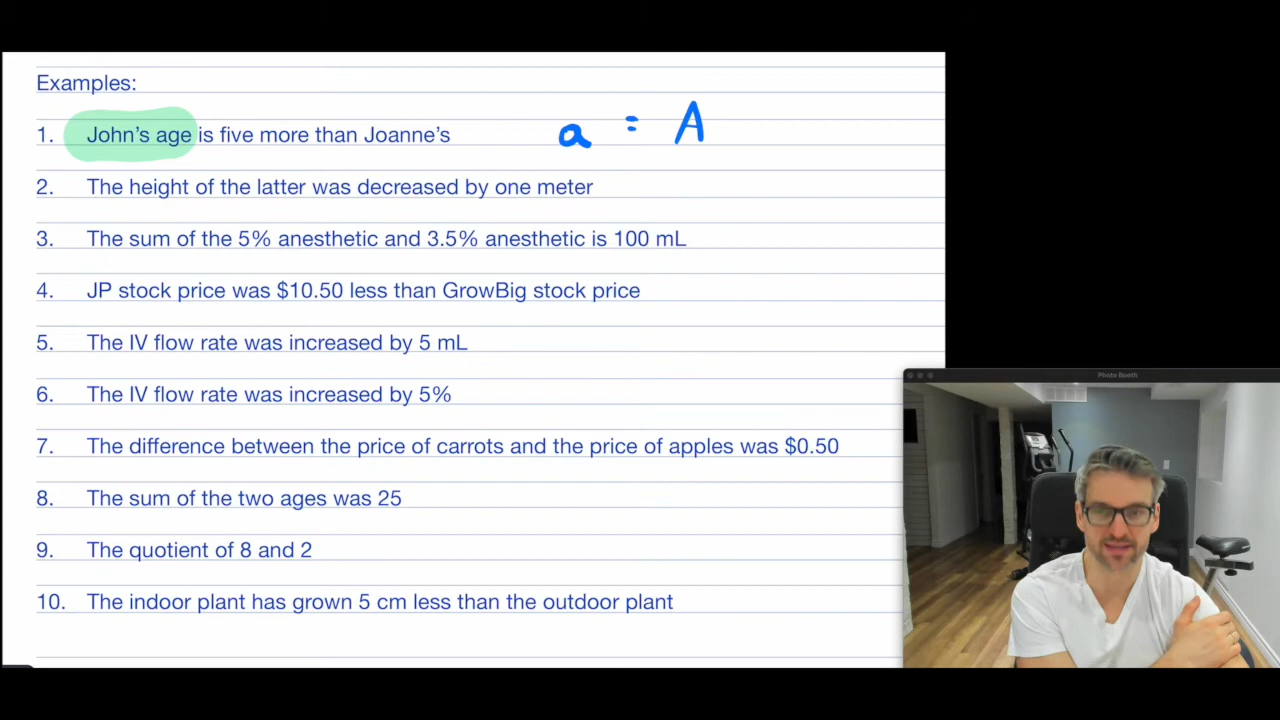 Examples:
1. John's age is five more than Joanne's a = A
2. The height of the latter was decreased by one meter
3. The sum of the 5% anesthetic and 3.5% anesthetic is 100 mL
4. JP stock price was $10.50 less than GrowBig stock price
5. The IV flow rate was increased by 5 mL
6. The IV flow rate was increased by 5%
Photo Booth
7. The difference between the price of carrots and the price of apples was $0.50
8. The sum of the two ages was 25
9. The quotient of 8 and 2
10. The indoor plant has grown 5 cm less than the outdoor plant